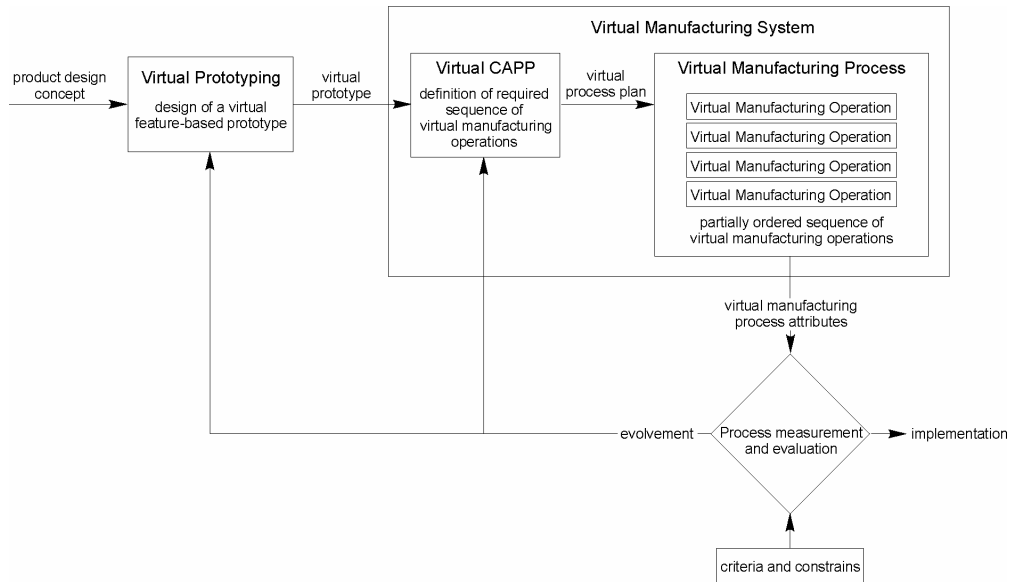 Virtual Manufacturing System
product design
concept
Virtual Prototyping
design of a virtual
feature-based prototype
virtual
prototype
Virtual CAPP
definition of required
sequence of
virtual manufacturing
operations
virtual
process plan
Virtual Manufacturing Process
Virtual Manufacturing Operation
Virtual Manufacturing Operation
Virtual Manufacturing Operation
Virtual Manufacturing Operation
partially ordered sequence of
virtual manufacturing operations
virtual manufacturing
process attributes
evolvement
Process measurement
and evaluation
implementation
criteria and constrains